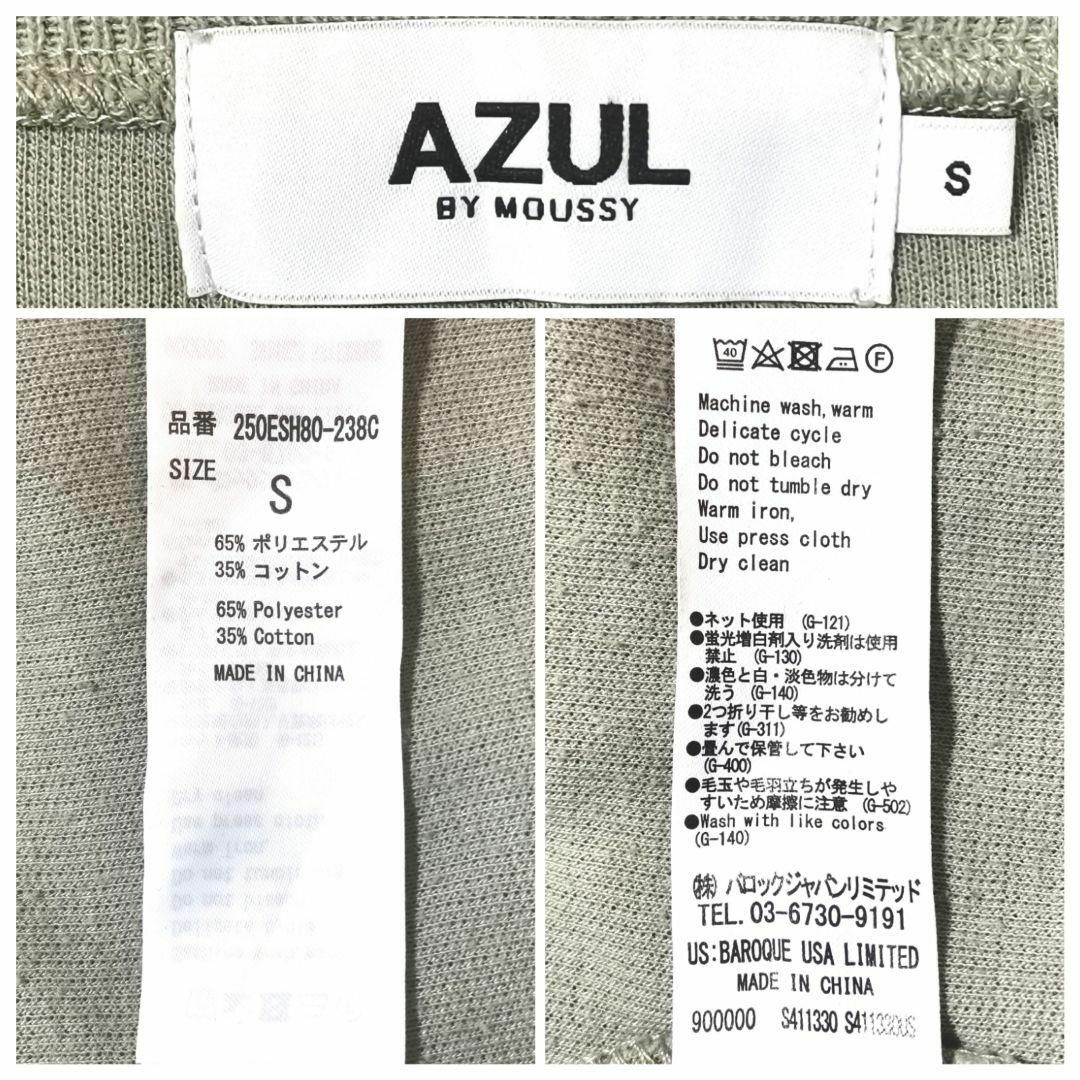 AZUL
BY MOUSSY
S
品番 250ESH80-238C
SIZE
S
65% ポリエステル
35% コットン
65% Polyester
35% Cotton
MADE IN CHINA
40 F
Machine wash, warm
Delicate cycle
Do not bleach
Do not tumble dry
Warm iron,
Use press cloth
Dry clean
●ネット使用 (G-121)
●蛍光増白剤入り洗剤は使用
禁止 (G-130)
●濃色と白・淡色物は分けて
洗う (G-140)
●2つ折り干し等をお勧めし
ます(G-311)
●畳んで保管して下さい
(G-400)
●毛玉や毛羽立ちが発生しや
すいため摩擦に注意 (G-502)
●Wash with like colors
(G-140)
(株) バロックジャパンリミテッド
TEL. 03-6730-9191
US:BAROQUE USA LIMITED
MADE IN CHINA
900000 S411330 S411330US